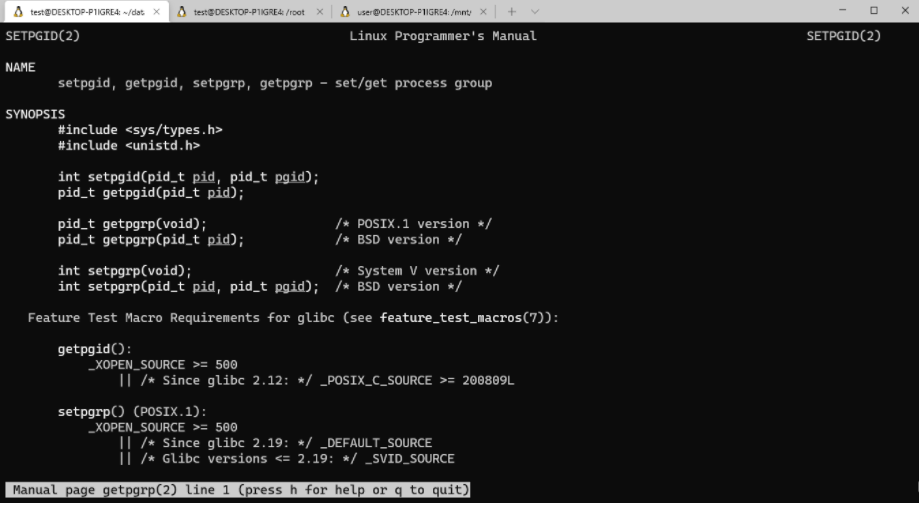 test@DESKTOP-P1IGRE4: ~/dat
test@DESKTOP-P1IGRE4: /root
user@DESKTOP-P1IGRE4: /mnt/
SETPGID(2) Linux Programmer's Manual SETPGID(2)
NAME
setpgid, getpgid, setpgrp, getpgrp – set/get process group
SYNOPSIS
#include <sys/types.h>
#include <unistd.h>
int setpgid(pid_t pid, pid_t pgid);
pid_t getpgid(pid_t pid);
pid_t getpgrp(void); /* POSIX.1 version */
pid_t getpgrp(pid_t pid); /* BSD version */
int setpgrp(void); /* System V version */
int setpgrp(pid_t pid, pid_t pgid); /* BSD version */
Feature Test Macro Requirements for glibc (see feature_test_macros(7)):
getpgid():
_XOPEN_SOURCE >= 500
|| /* Since glibc 2.12: */ _POSIX_C_SOURCE >= 200809L
setpgrp() (POSIX.1):
_XOPEN_SOURCE >= 500
|| /* Since glibc 2.19: */ _DEFAULT_SOURCE
|| /* Glibc versions <= 2.19: */ _SVID_SOURCE
Manual page getpgrp(2) line 1 (press h for help or q to quit)